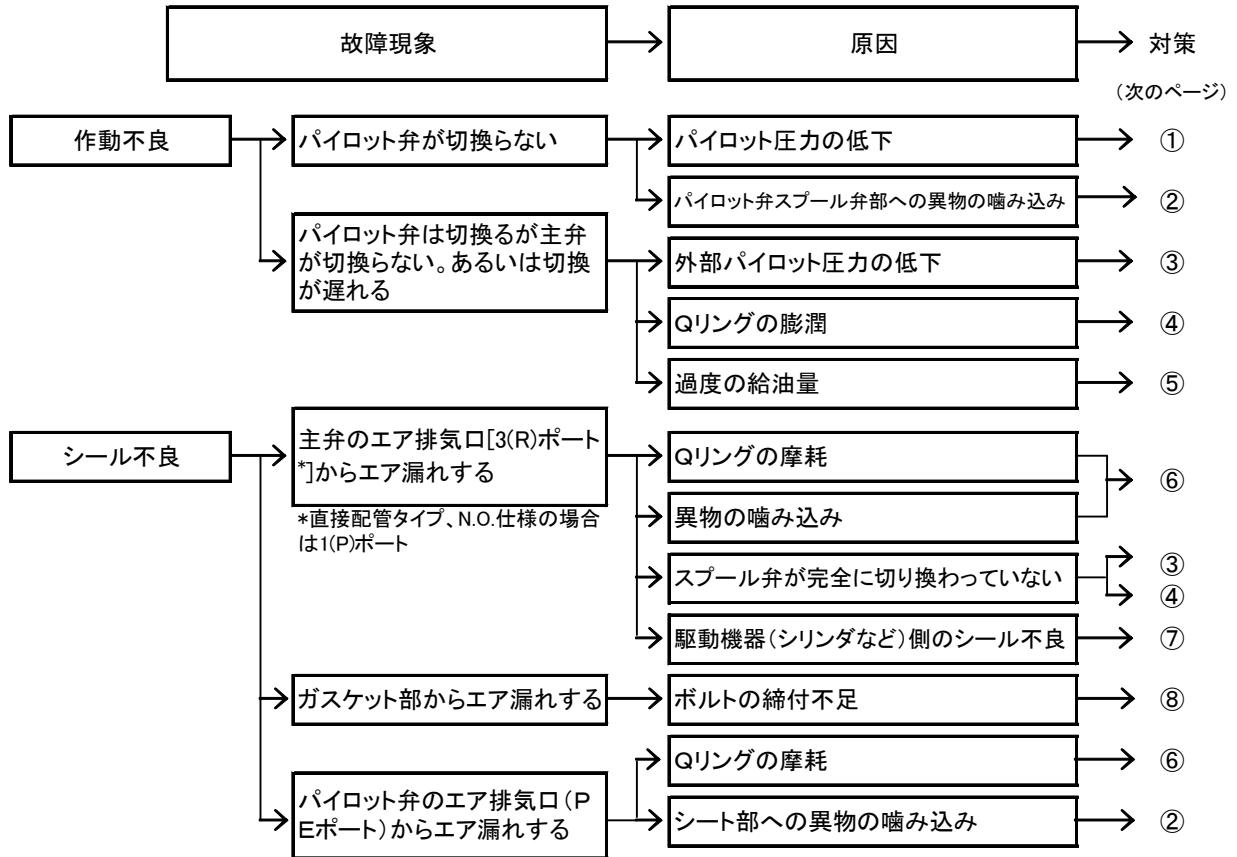 故障現象
原因
対策
(次のページ)
作動不良
パイロット弁が切換らない
パイロット圧力の低下
①
パイロット弁スプール弁部への異物の噛み込み
②
パイロット弁は切換るが主弁
が切換らない。あるいは切換
が遅れる
外部パイロット圧力の低下
③
Qリングの膨潤
④
過度の給油量
⑤
シール不良
主弁のエア排気口[3(R)ポート
*]からエア漏れする
*直接配管タイプ、N.O.仕様の場合
は1(P)ポート
Qリングの摩耗
異物の噛み込み
⑥
スプール弁が完全に切り換わっていない
③
④
駆動機器(シリンダなど)側のシール不良
⑦
ガスケット部からエア漏れする
ボルトの締付不足
⑧
パイロット弁のエア排気口(P
Eポート)からエア漏れする
Qリングの摩耗
⑥
シート部への異物の噛み込み
②